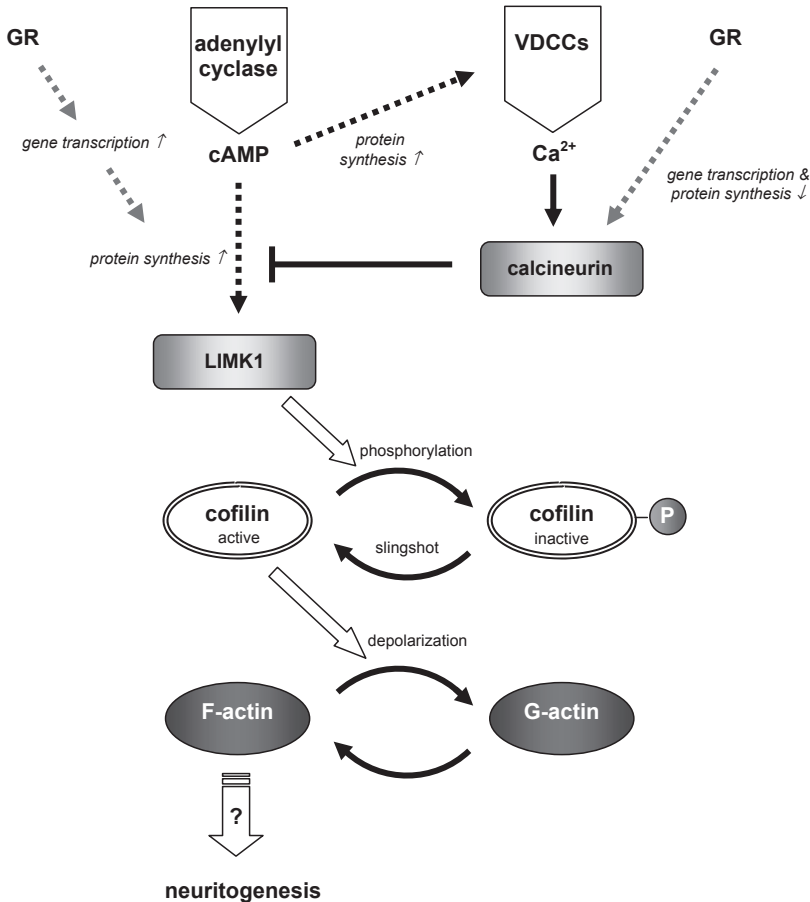 GR
adenylyl
cyclase
VDCCs
GR
gene transcription ↑
cAMP
protein
synthesis ↑
Ca²⁺
gene transcription &
protein synthesis ↓
protein synthesis ↑
calcineurin
LIMK1
phosphorylation
cofilin
active
cofilin
inactive
P
slingshot
depolarization
F-actin
G-actin
?
neuritogenesis